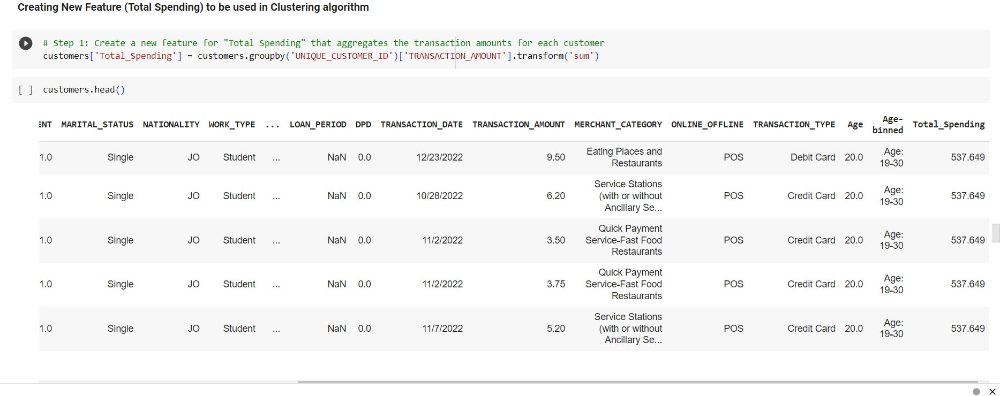 Creating New Feature (Total Spending) to be used in Clustering algorithm
# Step 1: Create a new feature for "Total Spending" that aggregates the transaction amounts for each customer
customers['Total_Spending'] = customers.groupby('UNIQUE_CUSTOMER_ID')['TRANSACTION_AMOUNT'].transform('sum')
[ ] customers.head()
ENT MARITAL_STATUS NATIONALITY WORK_TYPE ... LOAN_PERIOD DPD TRANSACTION_DATE TRANSACTION_AMOUNT MERCHANT_CATEGORY ONLINE_OFFLINE TRANSACTION_TYPE Age Age-
binned Total_Spending
1.0 Single JO Student ... NaN 0.0 12/23/2022 9.50 Eating Places and
Restaurants POS Debit Card 20.0 Age:
19-30 537.649
1.0 Single JO Student ... NaN 0.0 10/28/2022 6.20 Service Stations
(with or without
Ancillary Se... POS Credit Card 20.0 Age:
19-30 537.649
1.0 Single JO Student ... NaN 0.0 11/2/2022 3.50 Quick Payment
Service-Fast Food
Restaurants POS Credit Card 20.0 Age:
19-30 537.649
1.0 Single JO Student ... NaN 0.0 11/2/2022 3.75 Quick Payment
Service-Fast Food
Restaurants POS Credit Card 20.0 Age:
19-30 537.649
1.0 Single JO Student ... NaN 0.0 11/7/2022 5.20 Service Stations
(with or without
Ancillary Se... POS Credit Card 20.0 Age:
19-30 537.649